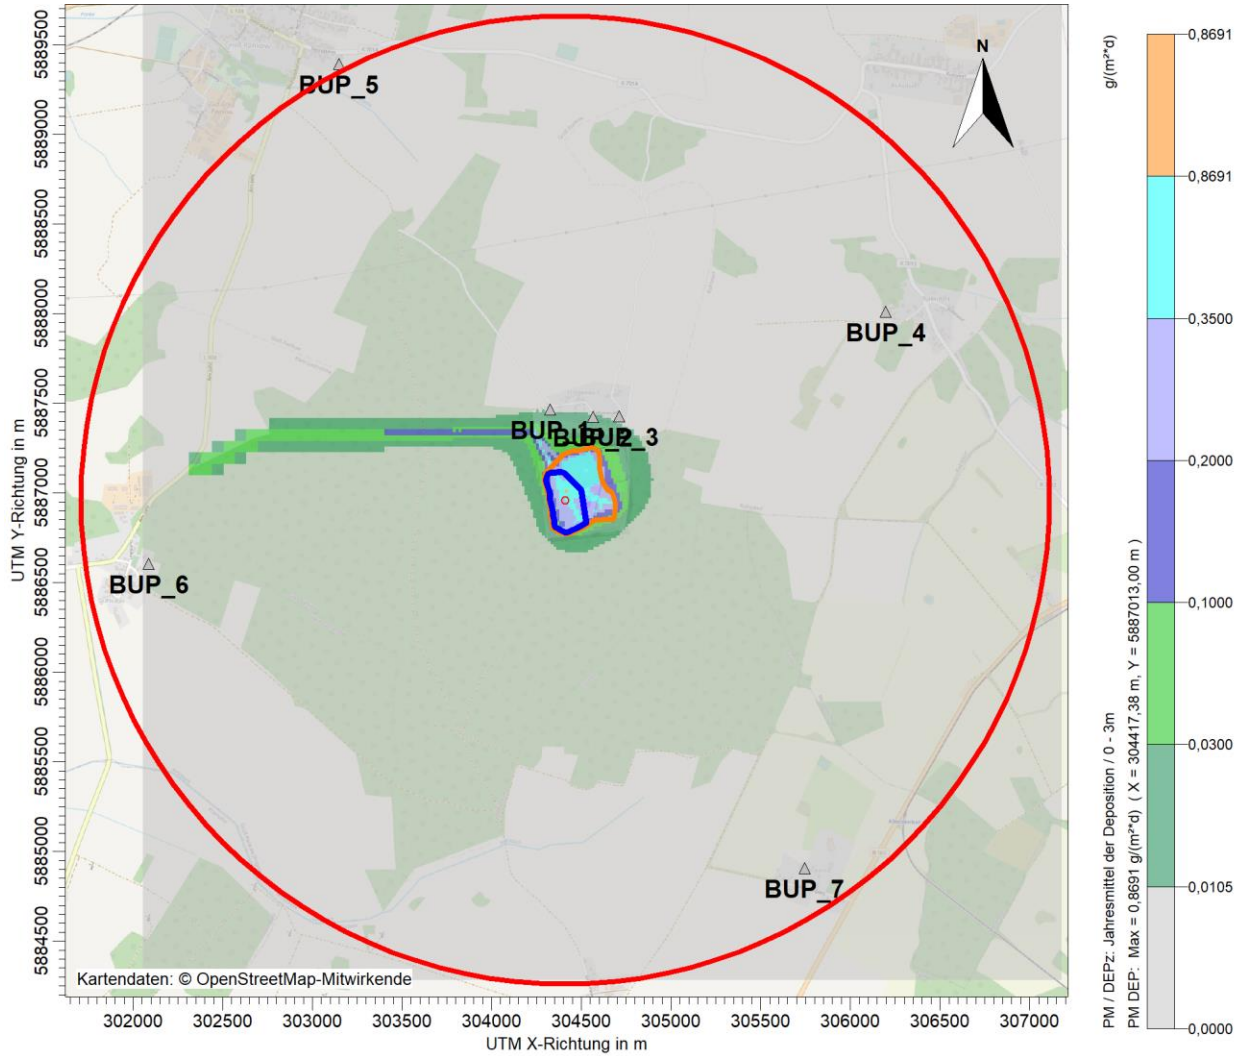 N
BUP_5
BUP_4
BUP_1
BUP_2
BUP_3
BUP_6
BUP_7
Kartendaten: © OpenStreetMap-Mitwirkende
5889500
5889000
5888500
5888000
5887500
5887000
5886500
5886000
5885500
5885000
5884500
UTM Y-Richtung in m
302000 302500 303000 303500 304000 304500 305000 305500 306000 306500 307000
UTM X-Richtung in m
g/(m²*d)
0,8691
0,8691
0,3500
0,2000
0,1000
0,0300
0,0105
0,0000
PM / DEPz: Jahresmittel der Deposition / 0 - 3m
PM DEP: Max = 0,8691 g/(m²*d) ( X = 304417,38 m, Y = 5887013,00 m )